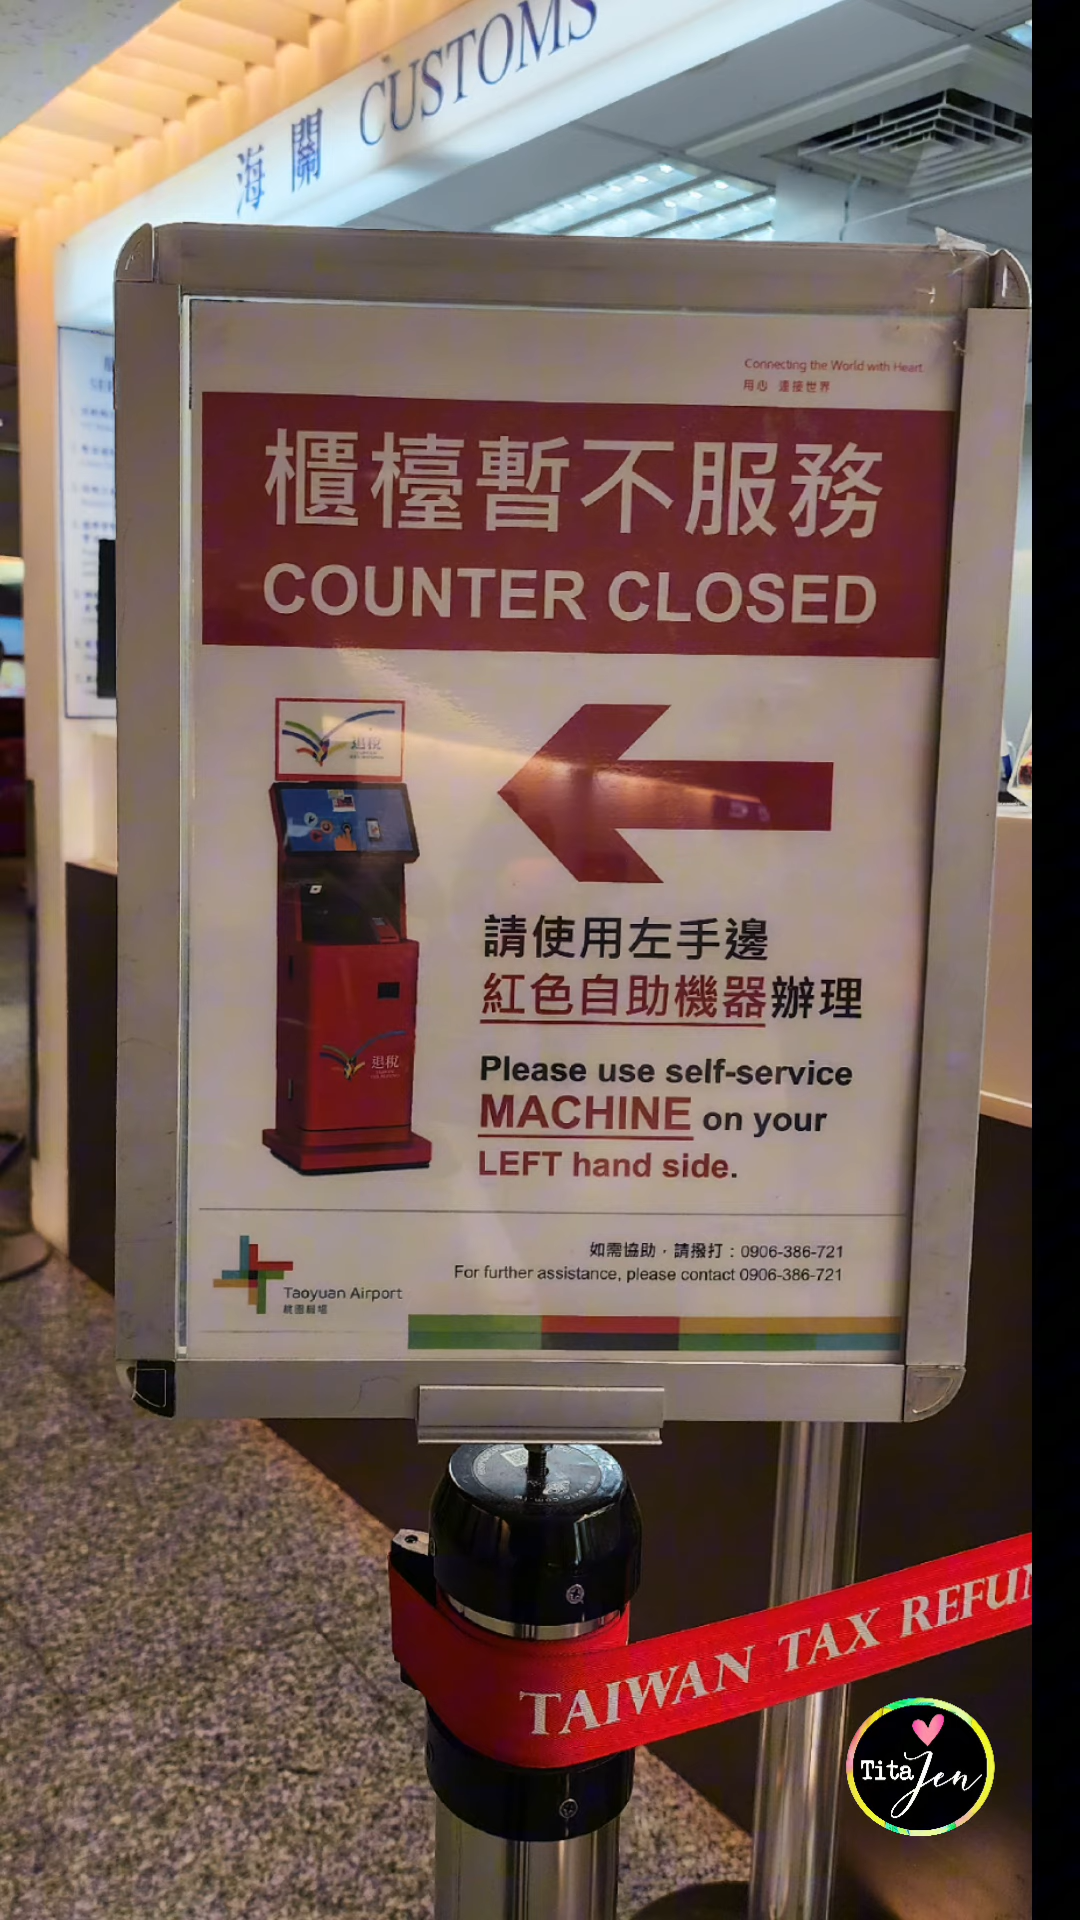 海關 CUSTOMS
Connecting the World with Heart
用心 連接世界
櫃檯暫不服務
COUNTER CLOSED
退稅
請使用左手邊
紅色自助機器辦理
Please use self-service
MACHINE on your
LEFT hand side.
退稅
如需協助，請撥打：0906-386-721
For further assistance, please contact 0906-386-721
Taoyuan Airport
桃園機場
TAIWAN TAX REFUN
Tita Jen